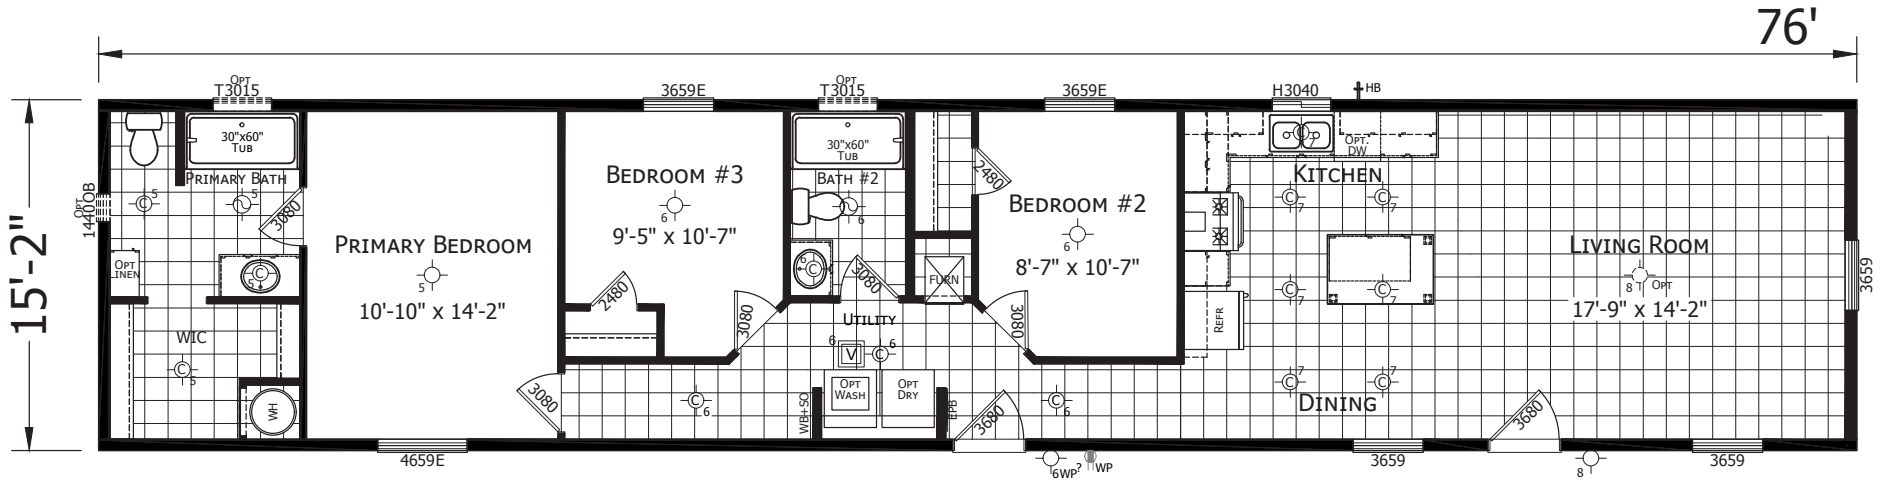 76'
15'-2"
OPT
T3015
3659E
OPT
T3015
3659E
H3040
HB
30"x60"
TUB
30"x60"
TUB
OPT.
DW
7
PRIMARY BATH
BEDROOM #3
BATH #2
2480
KITCHEN
OPT
1440OB
C 5
5
3080
6
9'-5" x 10'-7"
6
BEDROOM #2
6
8'-7" x 10'-7"
C 7
C 7
PRIMARY BEDROOM
5
10'-10" x 14'-2"
LIVING ROOM
8 OPT
17'-9" x 14'-2"
3659
OPT
LINEN
C
5
6
C
3080
FURN
C 7
C 7
2480
3080
UTILITY
3080
REFR
WIC
C 5
6
V
C 6
WH
3080
C 6
WB+SO
OPT
WASH
OPT
DRY
EPB
3680
C 6
C 7
C 7
DINING
3680
4659E
6WP
?
WP
3659
8
3659